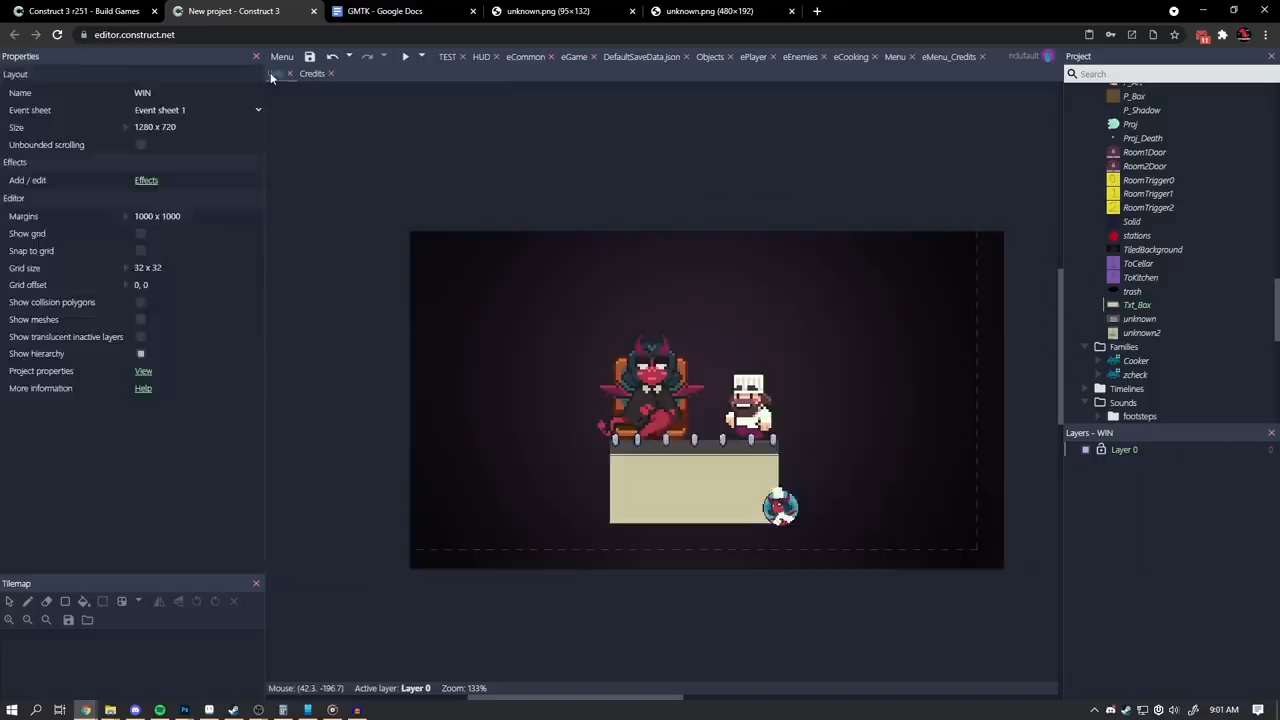 Construct 3 r251 - Build Games
New project - Construct 3
GMTK - Google Docs
unknown.png (95×132)
unknown.png (480×192)
editor.construct.net
11
Properties
Menu
TEST
HUD
eCommon
eGame
DefaultSaveData.json
Objects
ePlayer
eEnemies
eCooking
Menu
eMenu_Credits
ndufault
Project
Credits
Search
Layout
Name WIN
Event sheet Event sheet 1
Size 1280 x 720
Unbounded scrolling
Effects
Add / edit Effects
Editor
Margins 1000 x 1000
Show grid
Snap to grid
Grid size 32 x 32
Grid offset 0, 0
Show collision polygons
Show meshes
Show translucent inactive layers
Show hierarchy
Project properties View
More information Help
P_Box
P_Shadow
Proj
Proj_Death
Room1Door
Room2Door
RoomTrigger0
RoomTrigger1
RoomTrigger2
Solid
stations
TiledBackground
ToCellar
ToKitchen
trash
Txt_Box
unknown
unknown2
Families
Cooker
zcheck
Timelines
Sounds
footsteps
Layers - WIN
Layer 0
0
Tilemap
Mouse: (42.3, -196.7)
Active layer: Layer 0
Zoom: 133%
9:01 AM